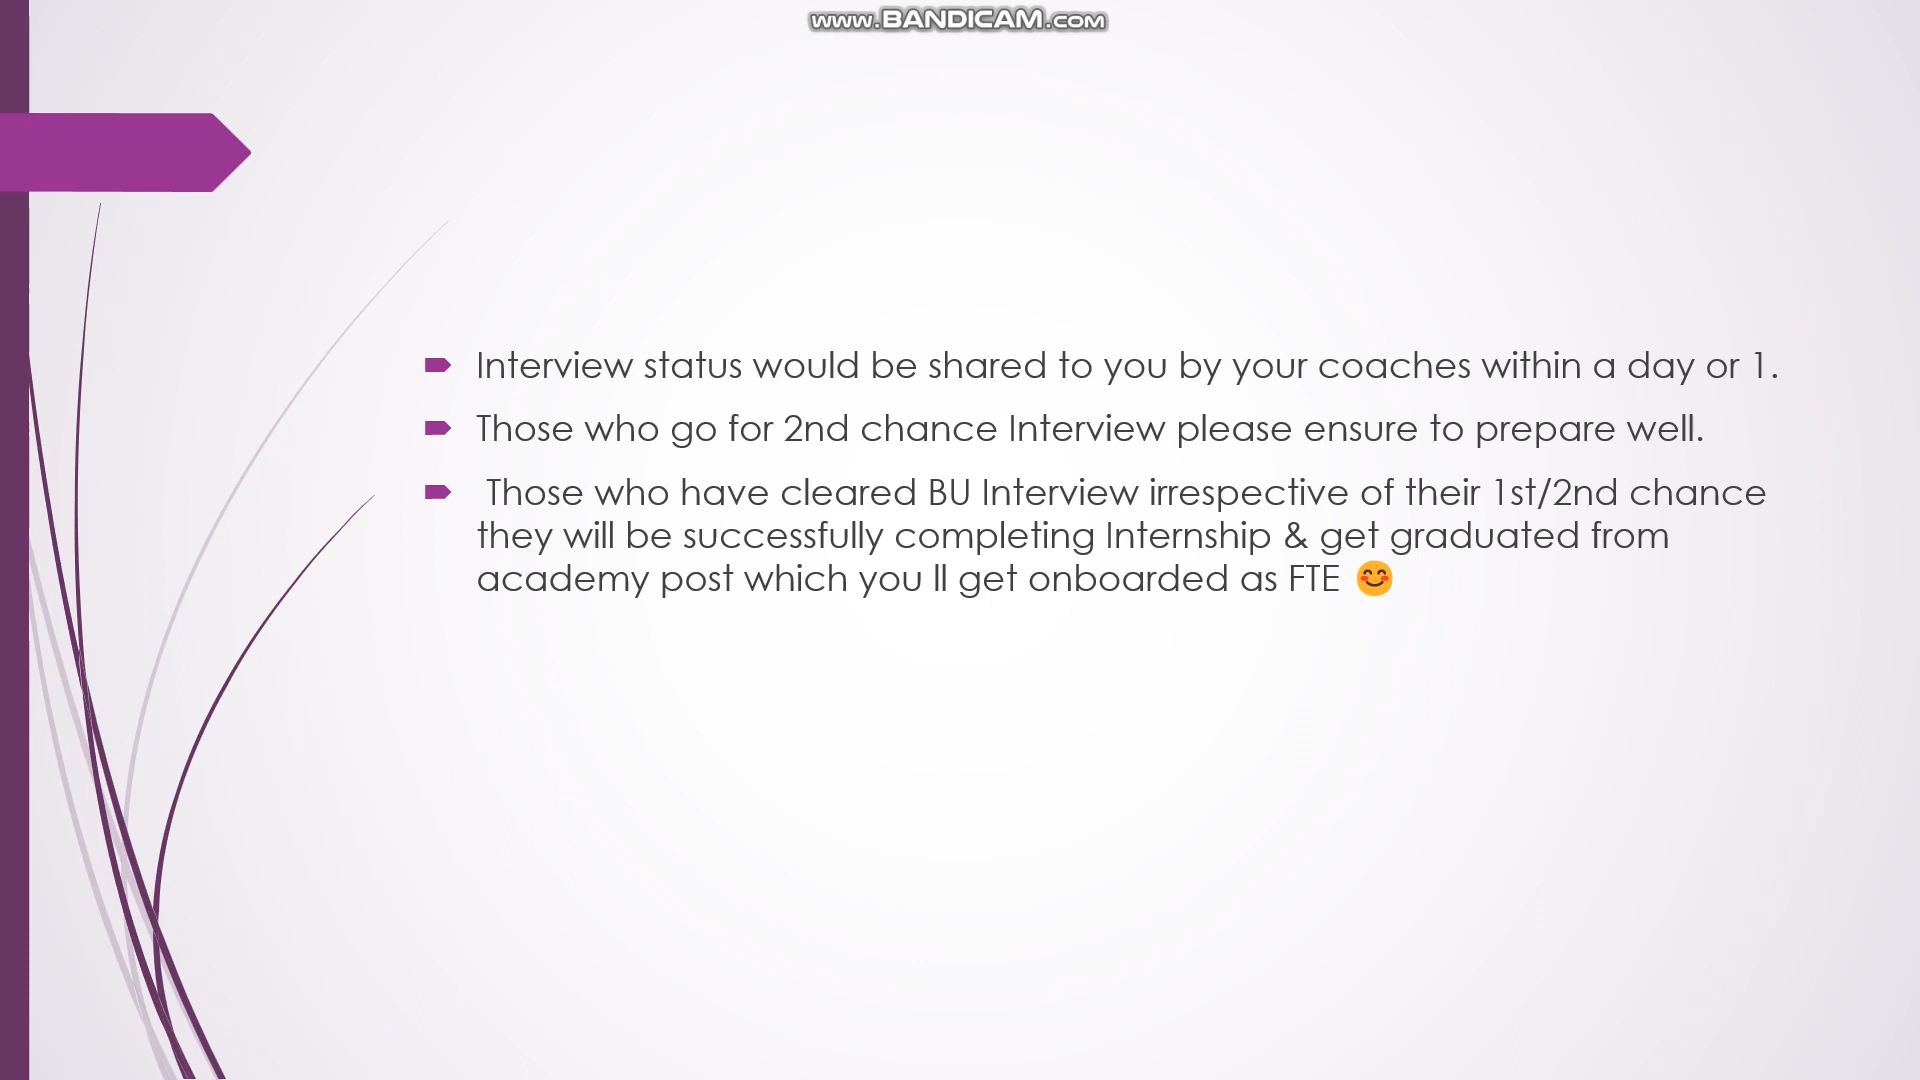 www.BANDICAM.com
Interview status would be shared to you by your coaches within a day or 1.
Those who go for 2nd chance Interview please ensure to prepare well.
Those who have cleared BU Interview irrespective of their 1st/2nd chance
they will be successfully completing Internship & get graduated from
academy post which you ll get onboarded as FTE 😊